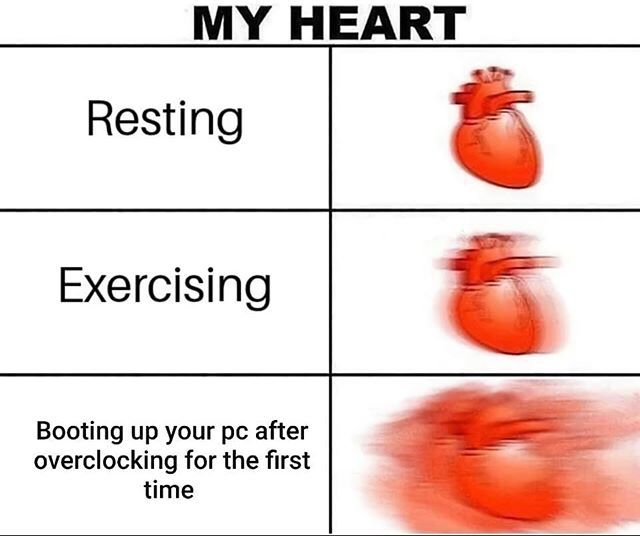 MY HEART
Resting
Exercising
Booting up your pc after
overclocking for the first
time